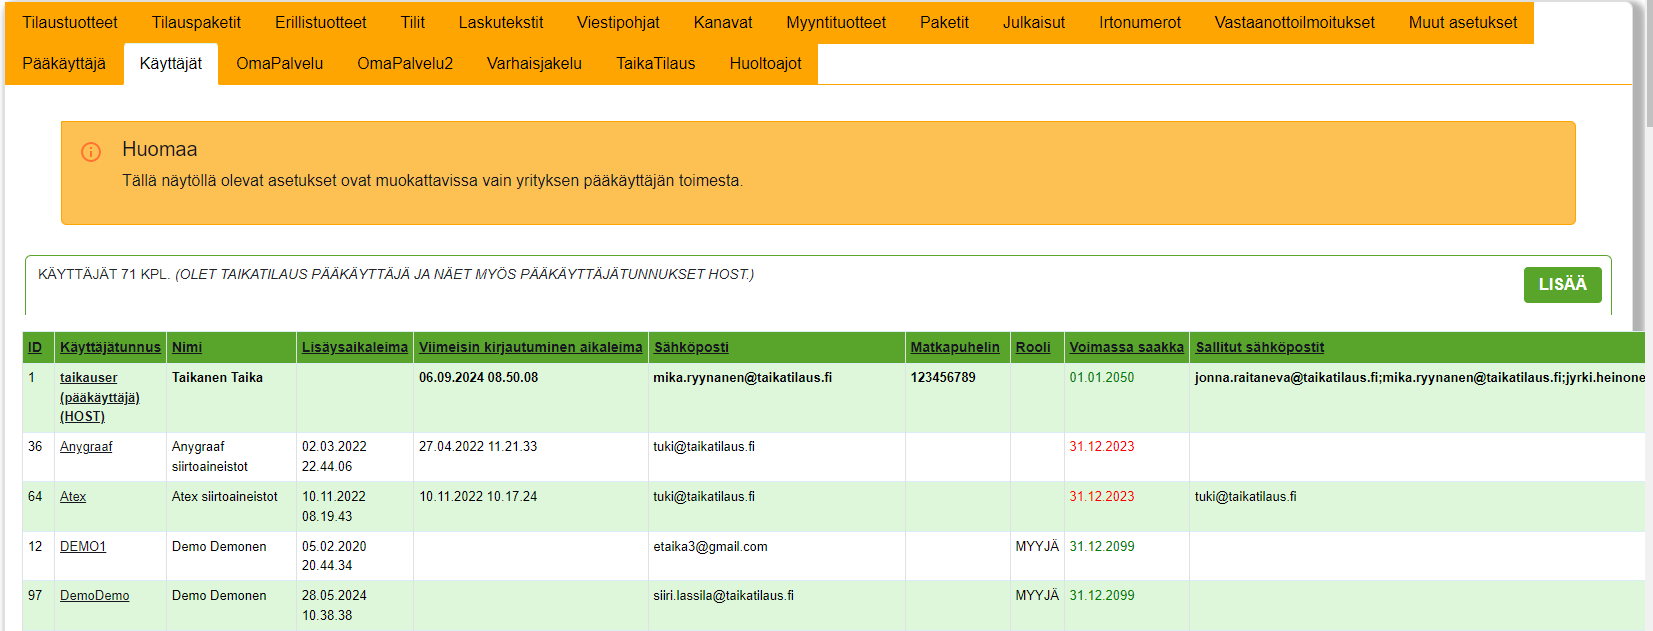 Tilaustuotteet Tilauspaketit Erillistuotteet Tilit Laskutekstit Viestipohjat Kanavat Myyntituotteet Paketit Julkaisut Irtonumerot Vastaanottoilmoitukset Muut asetukset
Pääkäyttäjä Käyttäjät OmaPalvelu OmaPalvelu2 Varhaisjakelu TaikaTilaus Huoltoajot
Huomaa
Tällä näytöllä olevat asetukset ovat muokattavissa vain yrityksen pääkäyttäjän toimesta.
KÄYTTÄJÄT 71 KPL. (OLET TAIKATILAUS PÄÄKÄYTTÄJÄ JA NÄET MYÖS PÄÄKÄYTTÄJÄTUNNUKSET HOST.)
LISÄÄ
ID Käyttäjätunnus Nimi Lisäysaikaleima Viimeisin kirjautuminen aikaleima Sähköposti Matkapuhelin Rooli Voimassa saakka Sallitut sähköpostit
1 taikauser Taikanen Taika 06.09.2024 08.50.08 mika.ryynanen@taikatilaus.fi 123456789 01.01.2050 jonna.raitaneva@taikatilaus.fi;mika.ryynanen@taikatilaus.fi;jyrki.heinone
(pääkäyttäjä)
(HOST)
36 Anygraaf Anygraaf 02.03.2022 27.04.2022 11.21.33 tuki@taikatilaus.fi 31.12.2023
siirtoaineistot 22.44.06
64 Atex Atex siirtoaineistot 10.11.2022 10.11.2022 10.17.24 tuki@taikatilaus.fi 31.12.2023 tuki@taikatilaus.fi
08.19.43
12 DEMO1 Demo Demonen 05.02.2020 etaika3@gmail.com MYYJÄ 31.12.2099
20.44.34
97 DemoDemo Demo Demonen 28.05.2024 siiri.lassila@taikatilaus.fi MYYJÄ 31.12.2099
10.38.38